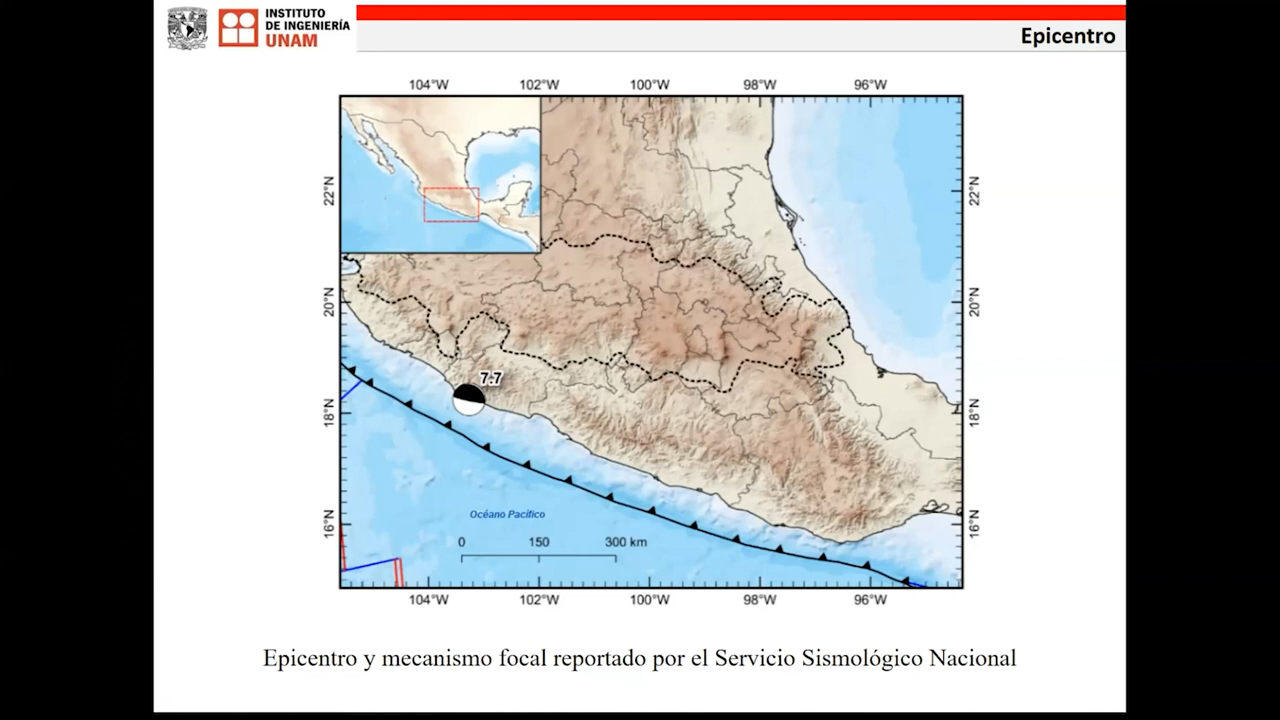 INSTITUTO
DE INGENIERÍA
UNAM
Epicentro
104°W 102°W 100°W 98°W 96°W
22°N 22°N
20°N 20°N
7.7
18°N 18°N
Océano Pacífico
16°N 16°N
0 150 300 km
104°W 102°W 100°W 98°W 96°W
Epicentro y mecanismo focal reportado por el Servicio Sismológico Nacional